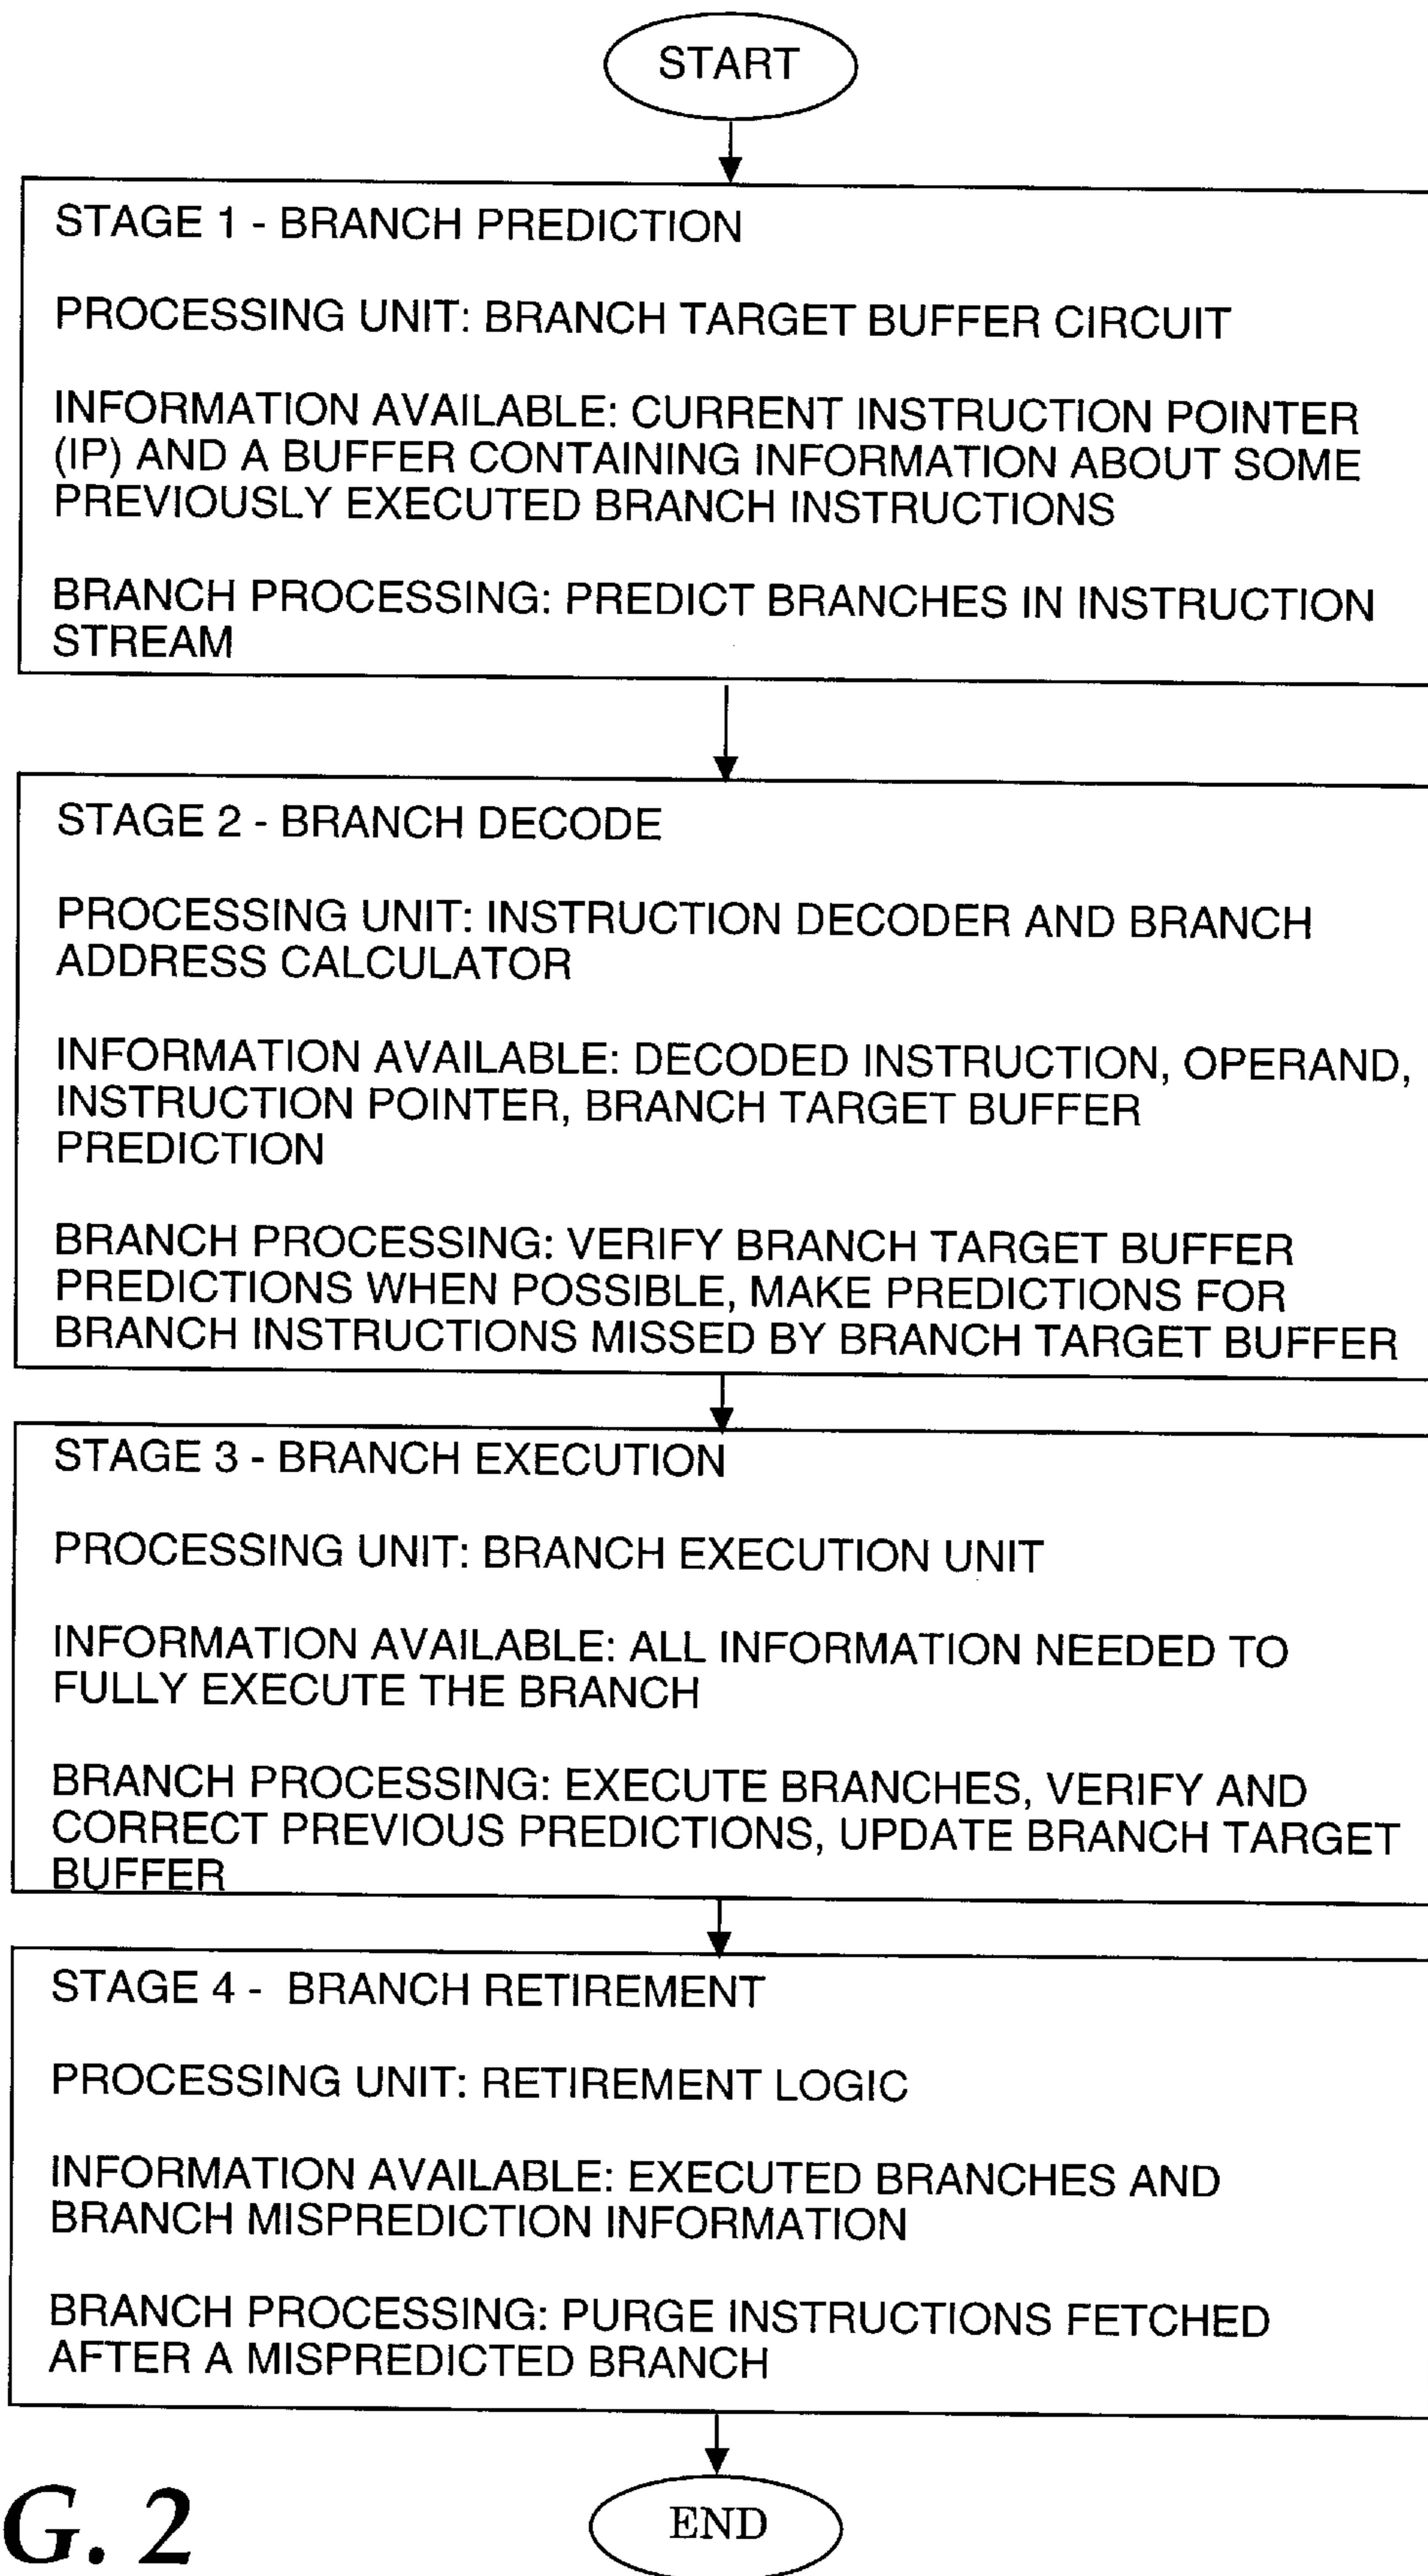 START
STAGE 1 - BRANCH PREDICTION
PROCESSING UNIT: BRANCH TARGET BUFFER CIRCUIT
INFORMATION AVAILABLE: CURRENT INSTRUCTION POINTER
(IP) AND A BUFFER CONTAINING INFORMATION ABOUT SOME
PREVIOUSLY EXECUTED BRANCH INSTRUCTIONS
BRANCH PROCESSING: PREDICT BRANCHES IN INSTRUCTION
STREAM
STAGE 2 - BRANCH DECODE
PROCESSING UNIT: INSTRUCTION DECODER AND BRANCH
ADDRESS CALCULATOR
INFORMATION AVAILABLE: DECODED INSTRUCTION, OPERAND,
INSTRUCTION POINTER, BRANCH TARGET BUFFER
PREDICTION
BRANCH PROCESSING: VERIFY BRANCH TARGET BUFFER
PREDICTIONS WHEN POSSIBLE, MAKE PREDICTIONS FOR
BRANCH INSTRUCTIONS MISSED BY BRANCH TARGET BUFFER
STAGE 3 - BRANCH EXECUTION
PROCESSING UNIT: BRANCH EXECUTION UNIT
INFORMATION AVAILABLE: ALL INFORMATION NEEDED TO
FULLY EXECUTE THE BRANCH
BRANCH PROCESSING: EXECUTE BRANCHES, VERIFY AND
CORRECT PREVIOUS PREDICTIONS, UPDATE BRANCH TARGET
BUFFER
STAGE 4 - BRANCH RETIREMENT
PROCESSING UNIT: RETIREMENT LOGIC
INFORMATION AVAILABLE: EXECUTED BRANCHES AND
BRANCH MISPREDICTION INFORMATION
BRANCH PROCESSING: PURGE INSTRUCTIONS FETCHED
AFTER A MISPREDICTED BRANCH
END
G. 2